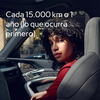 Cada 15.000 km o 1
año (lo que ocurra
primero)